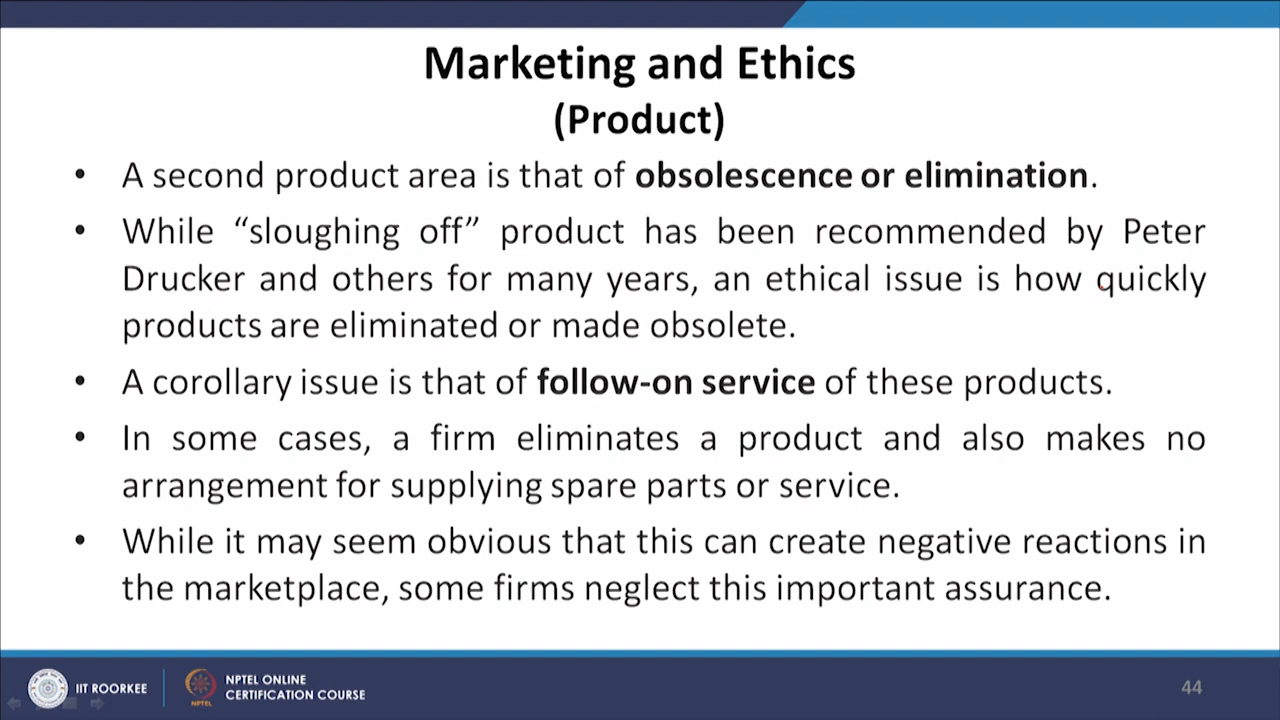 Marketing and Ethics
(Product)
• A second product area is that of obsolescence or elimination.
• While “sloughing off” product has been recommended by Peter
Drucker and others for many years, an ethical issue is how quickly
products are eliminated or made obsolete.
• A corollary issue is that of follow-on service of these products.
• In some cases, a firm eliminates a product and also makes no
arrangement for supplying spare parts or service.
• While it may seem obvious that this can create negative reactions in
the marketplace, some firms neglect this important assurance.
IIT ROORKEE
NPTEL
NPTEL ONLINE
CERTIFICATION COURSE
44